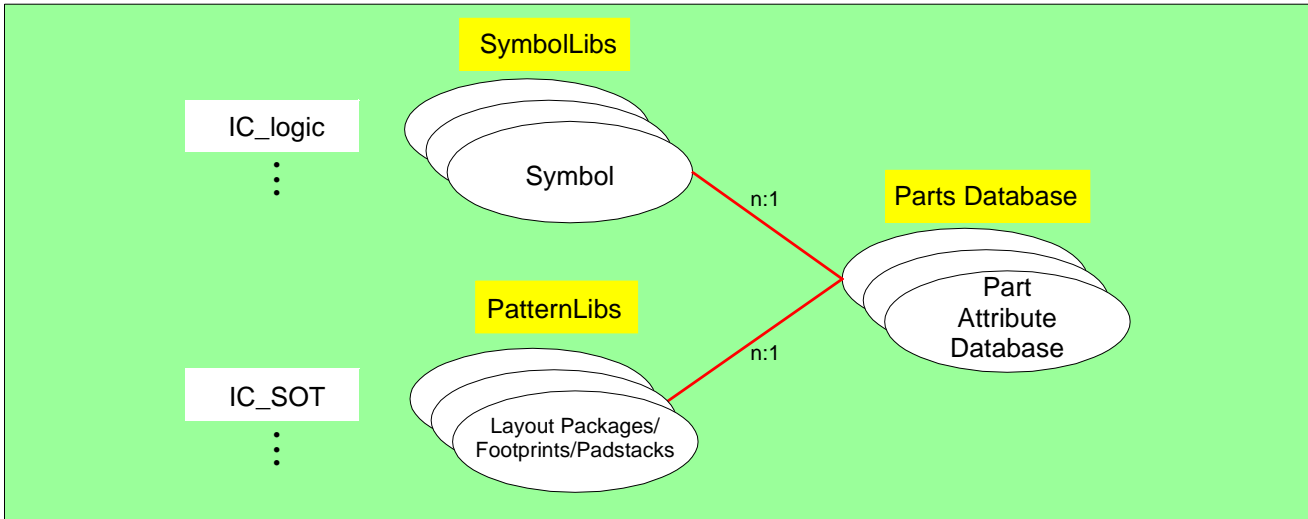 SymbolLibs
IC_logic
Symbol
n:1
Parts Database
Part
Attribute
Database
PatternLibs
n:1
IC_SOT
Layout Packages/
Footprints/Padstacks